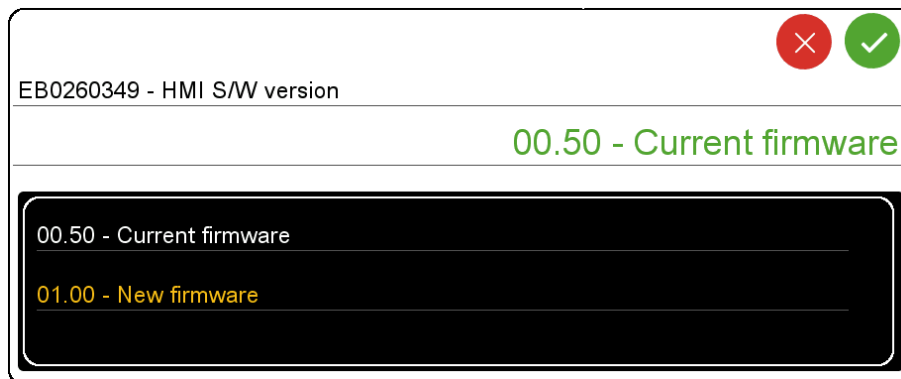 EB0260349 - HMI S/W version
00.50 - Current firmware
00.50 - Current firmware
01.00 - New firmware